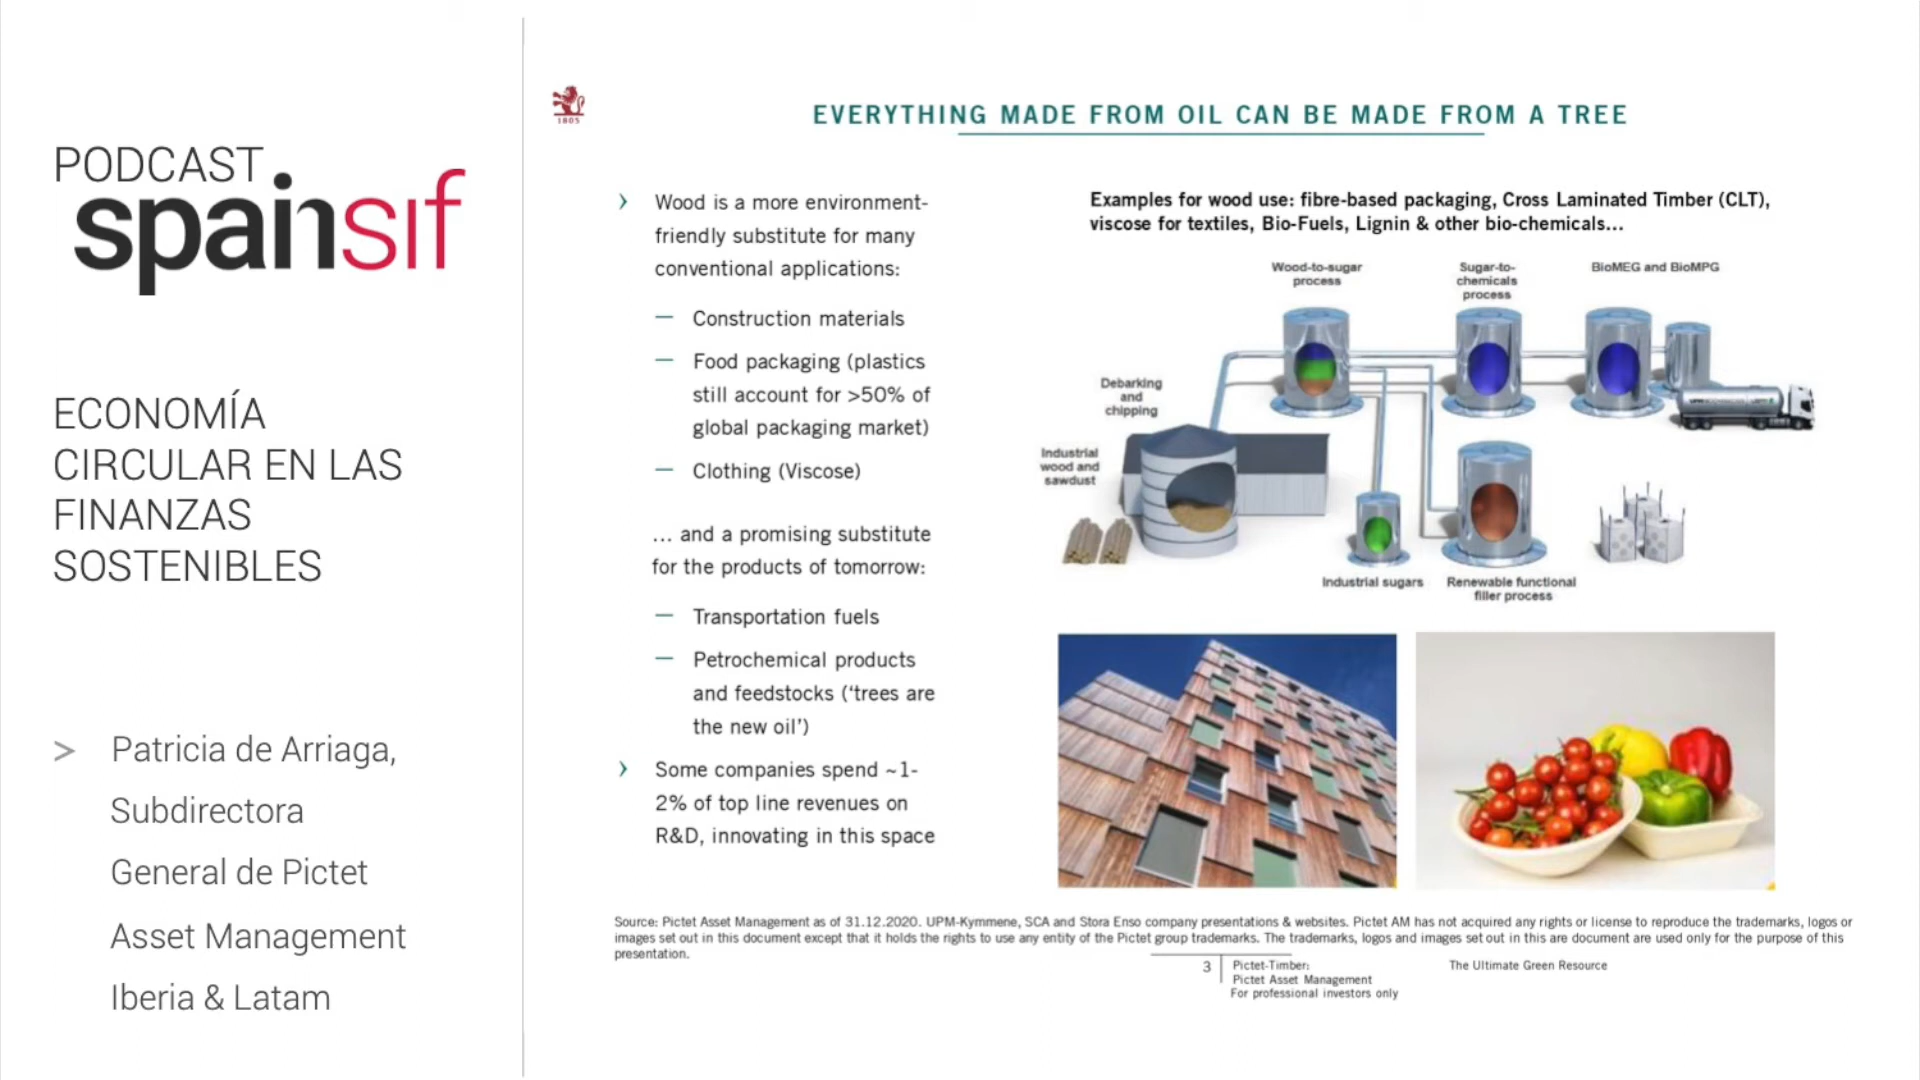 PODCAST
spainsif
ECONOMÍA
CIRCULAR EN LAS
FINANZAS
SOSTENIBLES
> Patricia de Arriaga,
Subdirectora
General de Pictet
Asset Management
Iberia & Latam
1805
EVERYTHING MADE FROM OIL CAN BE MADE FROM A TREE
› Wood is a more environment-
friendly substitute for many
conventional applications:
— Construction materials
— Food packaging (plastics
still account for >50% of
global packaging market)
— Clothing (Viscose)
... and a promising substitute
for the products of tomorrow:
— Transportation fuels
— Petrochemical products
and feedstocks (‘trees are
the new oil’)
› Some companies spend ~1-
2% of top line revenues on
R&D, innovating in this space
Examples for wood use: fibre-based packaging, Cross Laminated Timber (CLT),
viscose for textiles, Bio-Fuels, Lignin & other bio-chemicals...
Wood-to-sugar
process
Sugar-to-
chemicals
process
BioMEG and BioMPG
Debarking
and
chipping
Industrial
wood and
sawdust
Industrial sugars
Renewable functional
filler process
Source: Pictet Asset Management as of 31.12.2020. UPM-Kymmene, SCA and Stora Enso company presentations & websites. Pictet AM has not acquired any rights or license to reproduce the trademarks, logos or
images set out in this document except that it holds the rights to use any entity of the Pictet group trademarks. The trademarks, logos and images set out in this are document are used only for the purpose of this
presentation.
3
Pictet-Timber:
Pictet Asset Management
For professional investors only
The Ultimate Green Resource